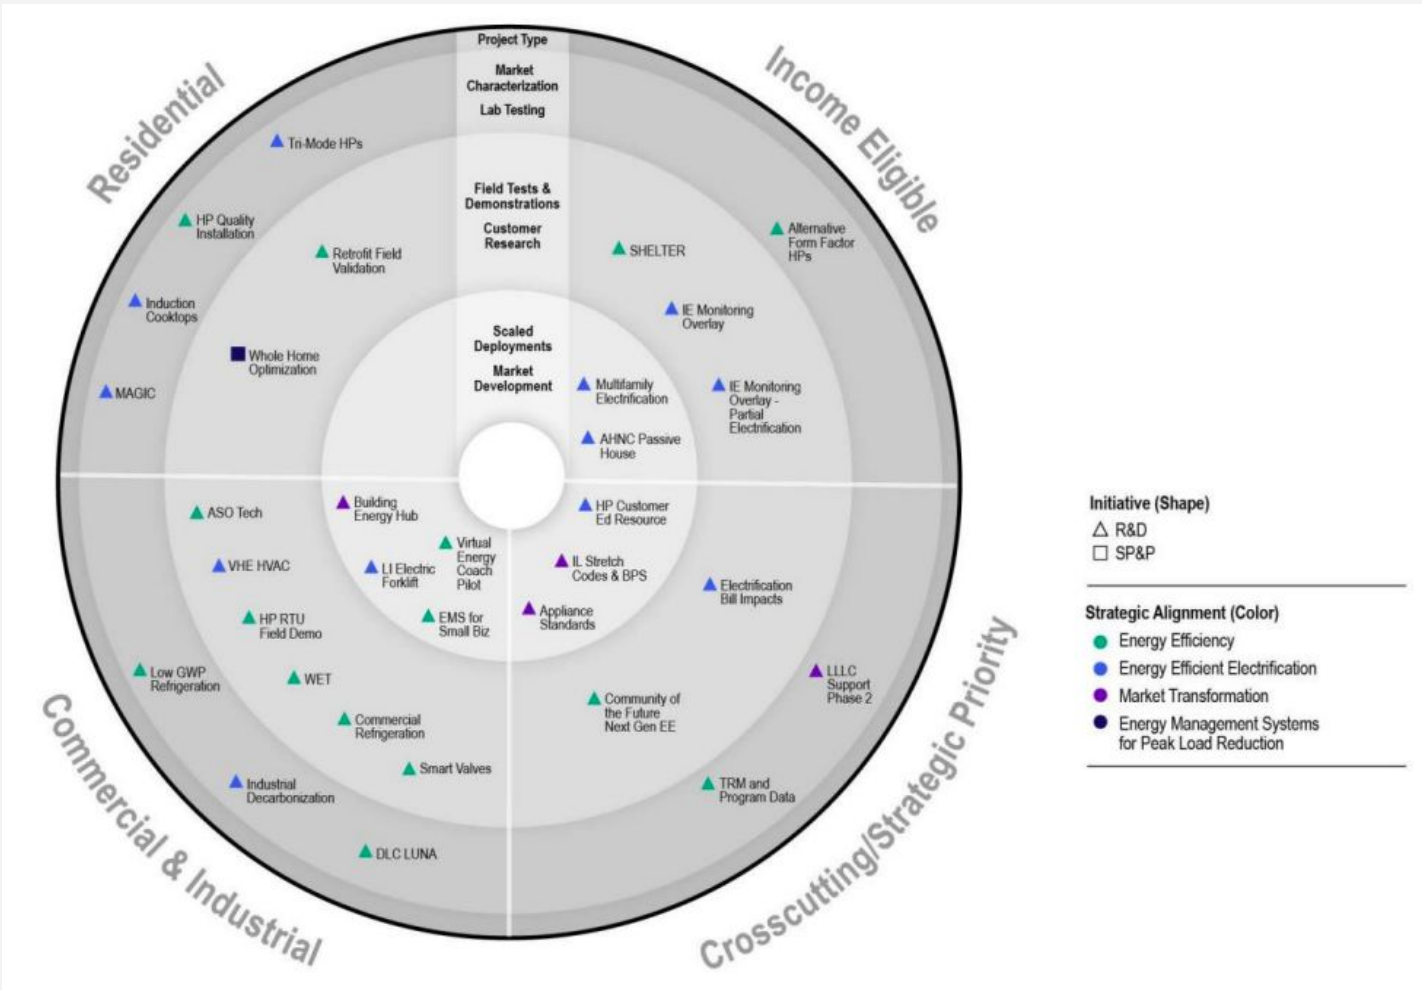 Project Type
Market
Characterization
Lab Testing
Field Tests &
Demonstrations
Customer
Research
Scaled
Deployments
Market
Development
Residential
Tri-Mode HPs
HP Quality
Installation
Retrofit Field
Validation
Induction
Cooktops
Whole Home
Optimization
MAGIC
Income Eligible
SHELTER
Alternative
Form Factor
HPs
IE Monitoring
Overlay
Multifamily
Electrification
IE Monitoring
Overlay -
Partial
Electrification
AHNC Passive
House
Commercial & Industrial
Building
Energy Hub
ASO Tech
Virtual
Energy
Coach
Pilot
VHE HVAC
LI Electric
Forklift
HP RTU
Field Demo
EMS for
Small Biz
Low GWP
Refrigeration
WET
Commercial
Refrigeration
Smart Valves
Industrial
Decarbonization
DLC LUNA
Crosscutting/Strategic Priority
HP Customer
Ed Resource
IL Stretch
Codes & BPS
Electrification
Bill Impacts
Appliance
Standards
LLLC
Support
Phase 2
Community of
the Future
Next Gen EE
TRM and
Program Data
Initiative (Shape)
R&D
SP&P
Strategic Alignment (Color)
Energy Efficiency
Energy Efficient Electrification
Market Transformation
Energy Management Systems
for Peak Load Reduction